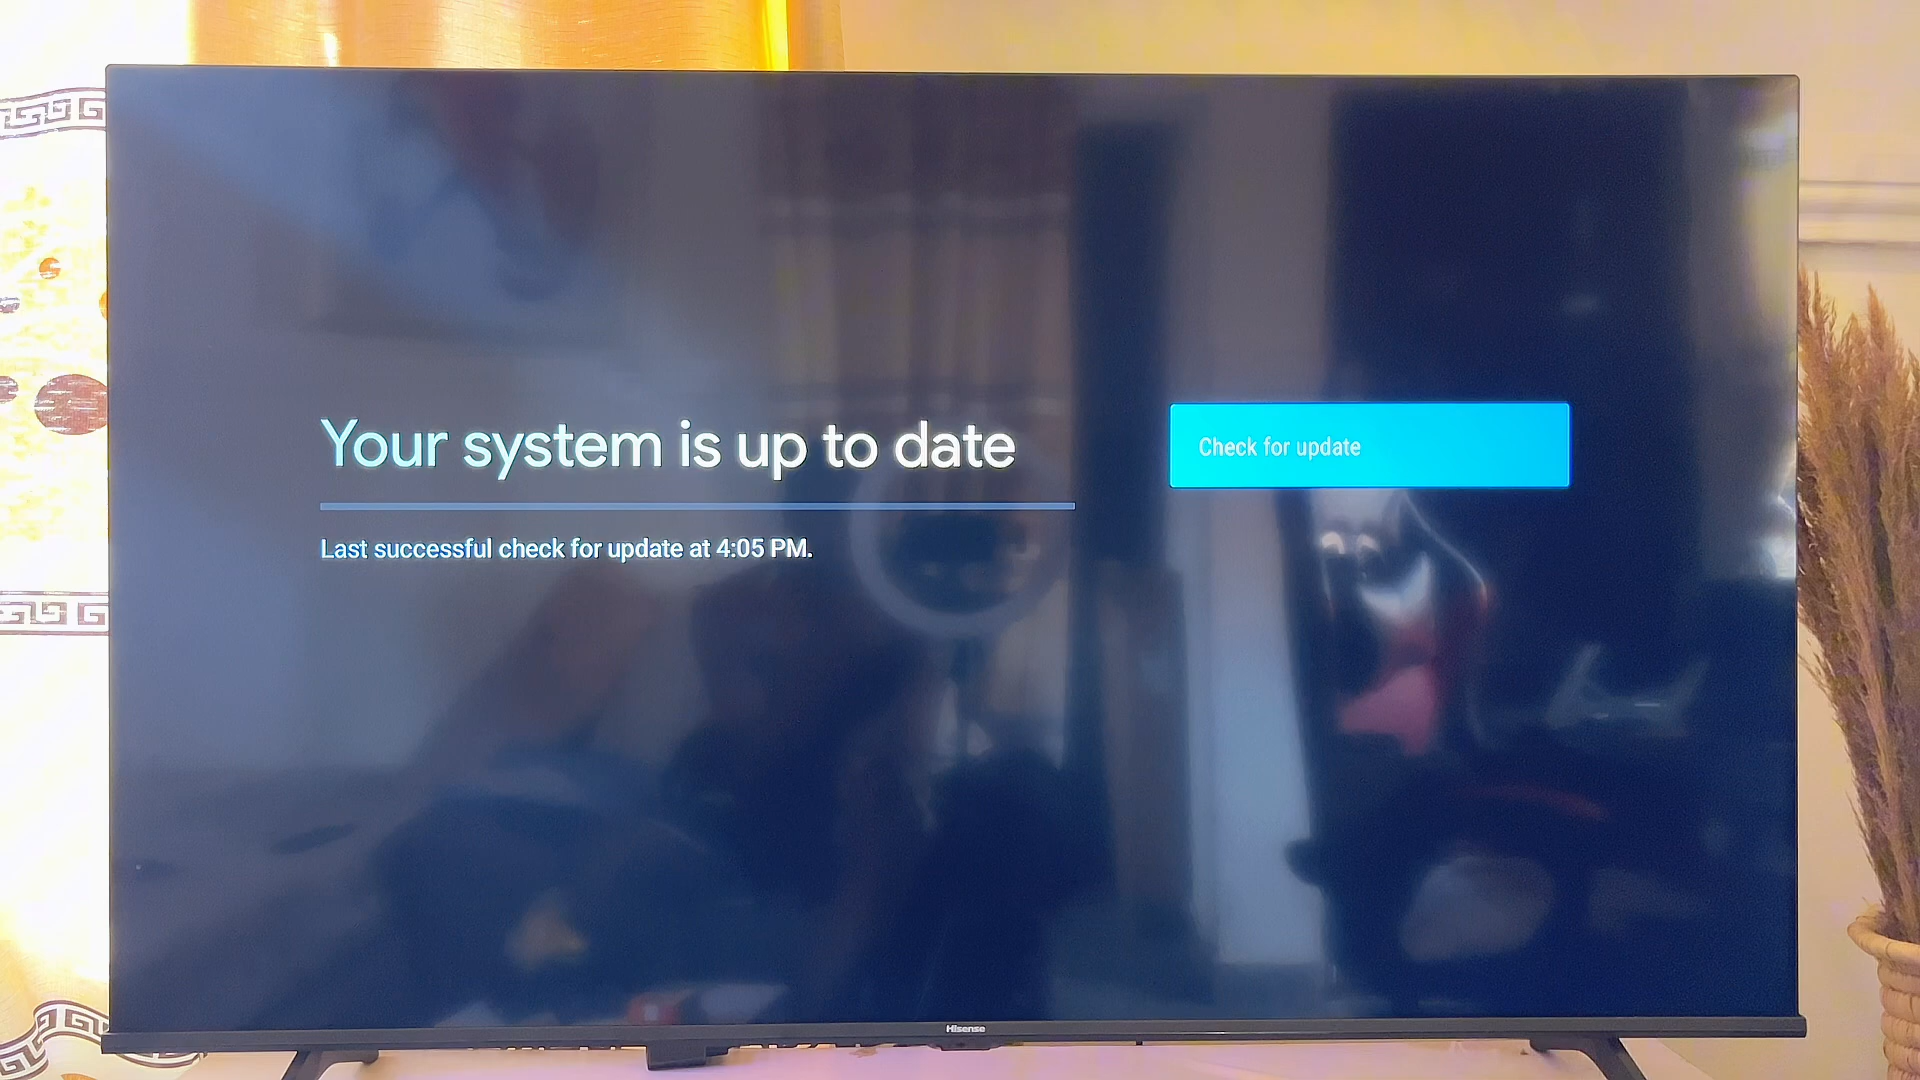 Your system is up to date
Check for update
Last successful check for update at 4:05 PM.
Hisense